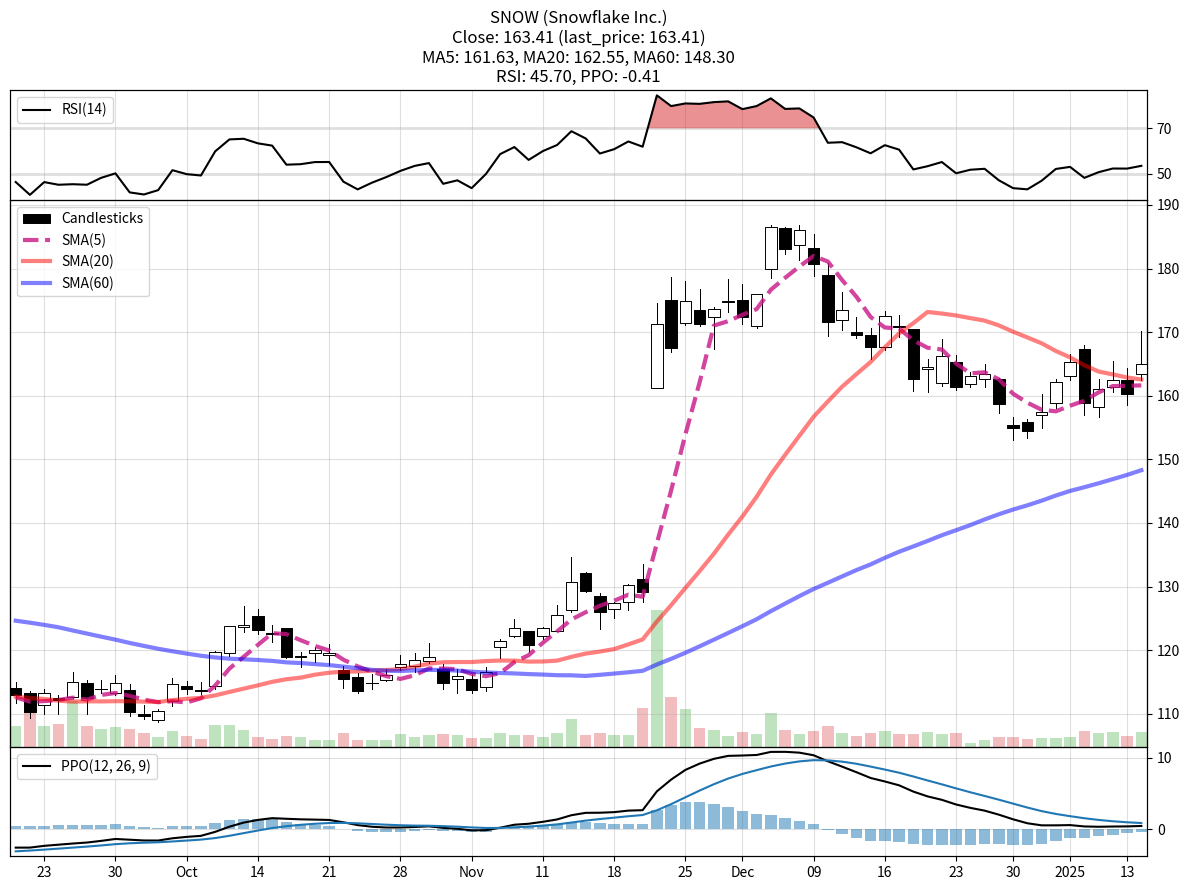 SNOW (Snowflake Inc.)
Close: 163.41 (last_price: 163.41)
MA5: 161.63, MA20: 162.55, MA60: 148.30
RSI: 45.70, PPO: -0.41
RSI(14)
70
50
Candlesticks
SMA(5)
SMA(20)
SMA(60)
190
180
170
160
150
140
130
120
110
PPO(12, 26, 9)
10
0
23 30 Oct 14 21 28 Nov 11 18 25 Dec 09 16 23 30 2025 13